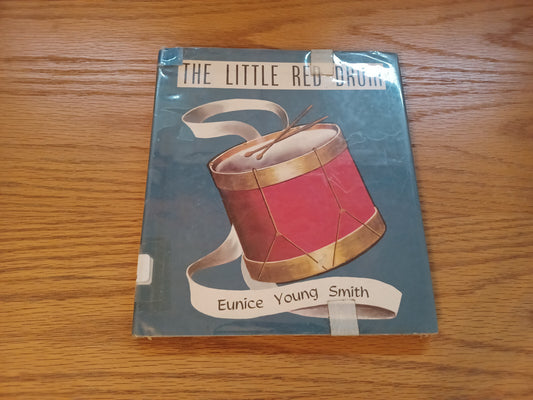 THE LITTLE RED DRUM
Eunice Young Smith